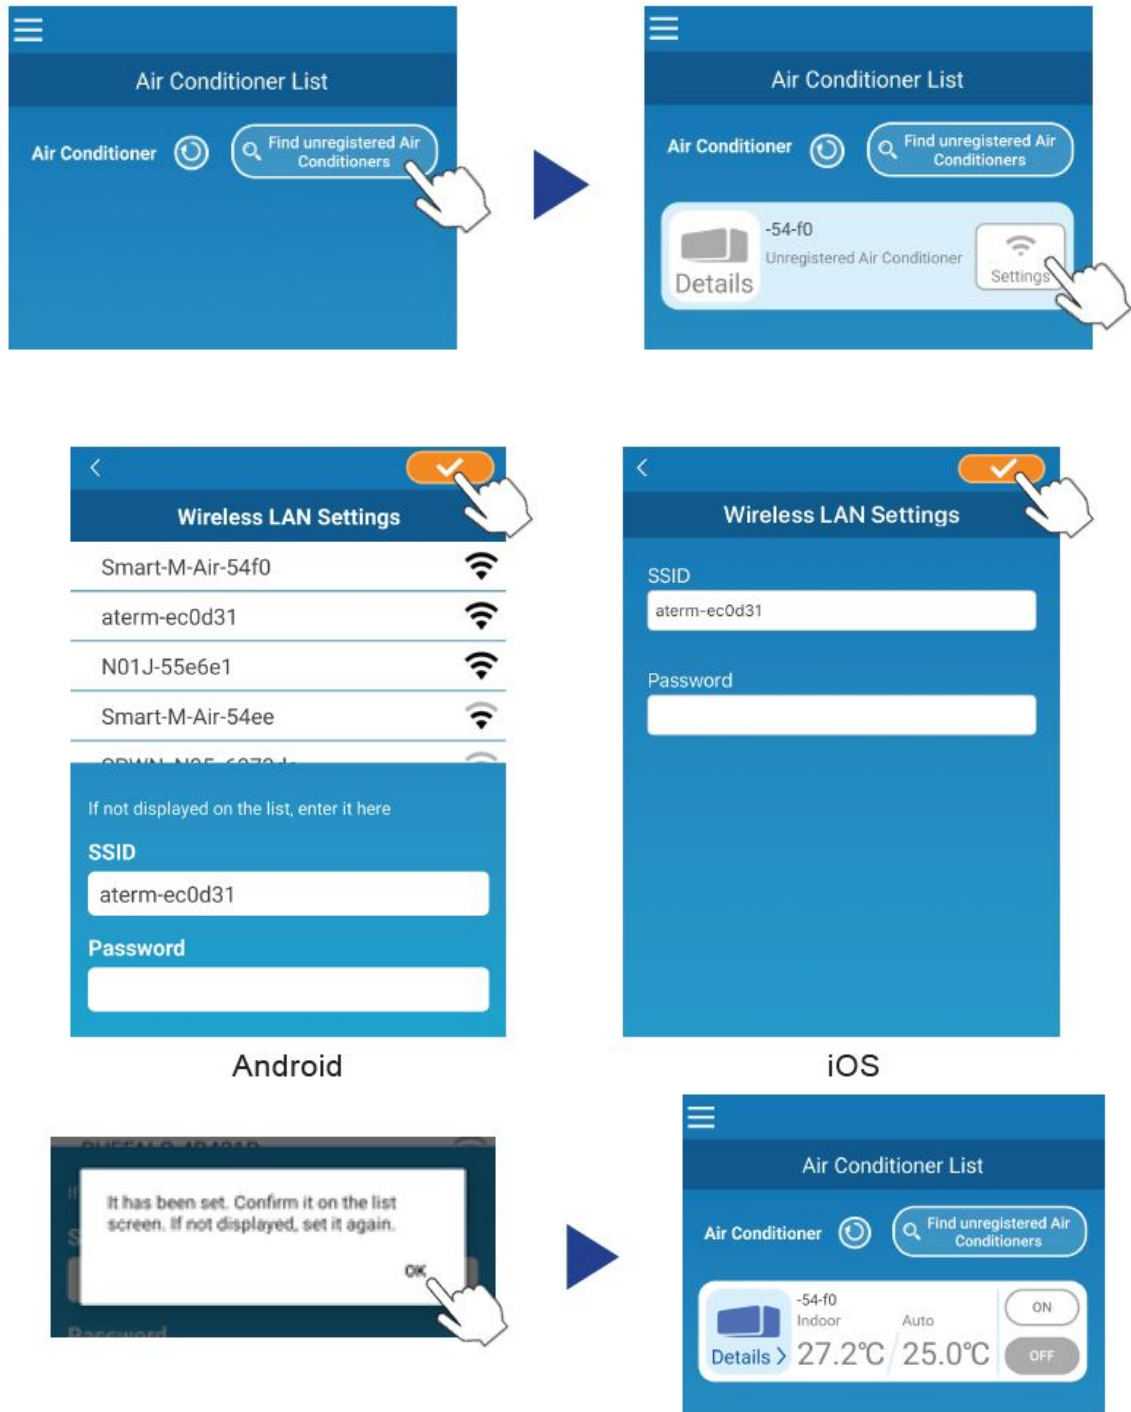 Air Conditioner List
Air Conditioner
Find unregistered Air
Conditioners
Air Conditioner List
Air Conditioner
Find unregistered Air
Conditioners
-54-f0
Unregistered Air Conditioner
Details
Settings
Wireless LAN Settings
Smart-M-Air-54f0
aterm-ec0d31
N01J-55e6e1
Smart-M-Air-54ee
If not displayed on the list, enter it here
SSID
aterm-ec0d31
Password
Android
Wireless LAN Settings
SSID
aterm-ec0d31
Password
iOS
It has been set. Confirm it on the list
screen. If not displayed, set it again.
OK
Password
Air Conditioner List
Air Conditioner
Find unregistered Air
Conditioners
-54-f0
Indoor
Auto
Details
27.2℃
25.0℃
ON
OFF